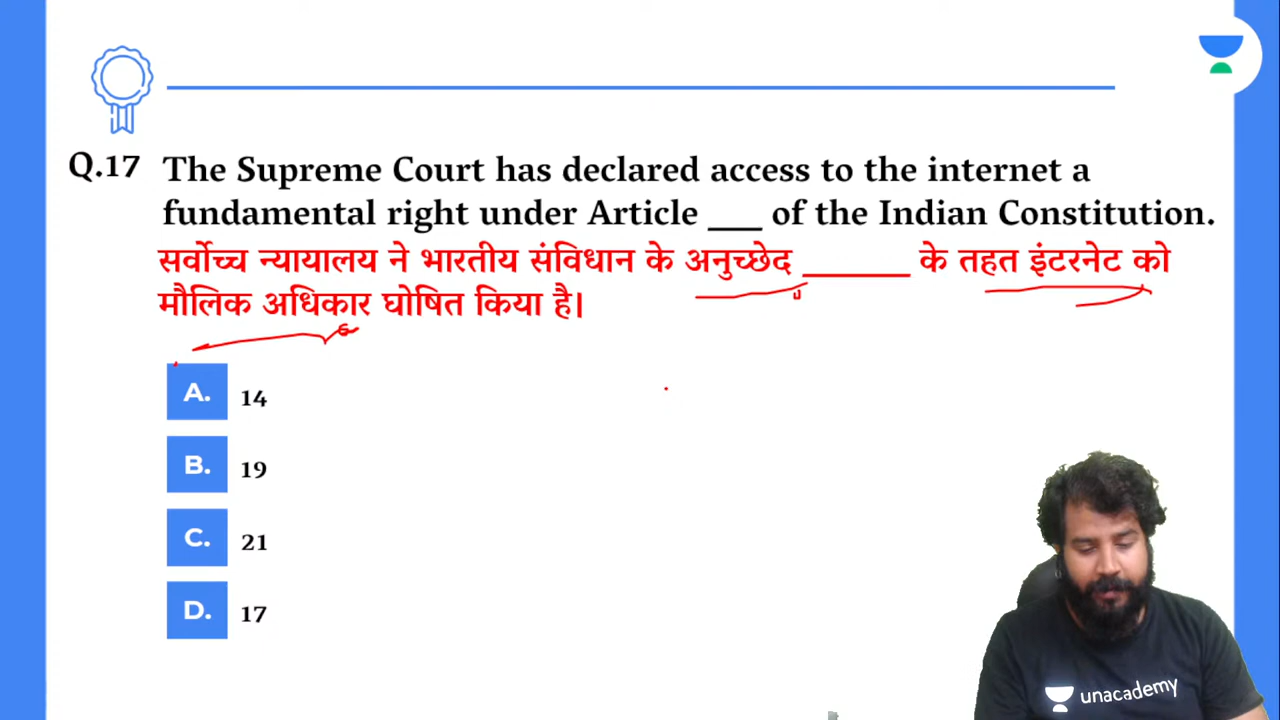 Q.17 The Supreme Court has declared access to the internet a
fundamental right under Article ___ of the Indian Constitution.
सर्वोच्च न्यायालय ने भारतीय संविधान के अनुच्छेद ______ के तहत इंटरनेट को
मौलिक अधिकार घोषित किया है।
A. 14
B. 19
C. 21
D. 17
unacademy